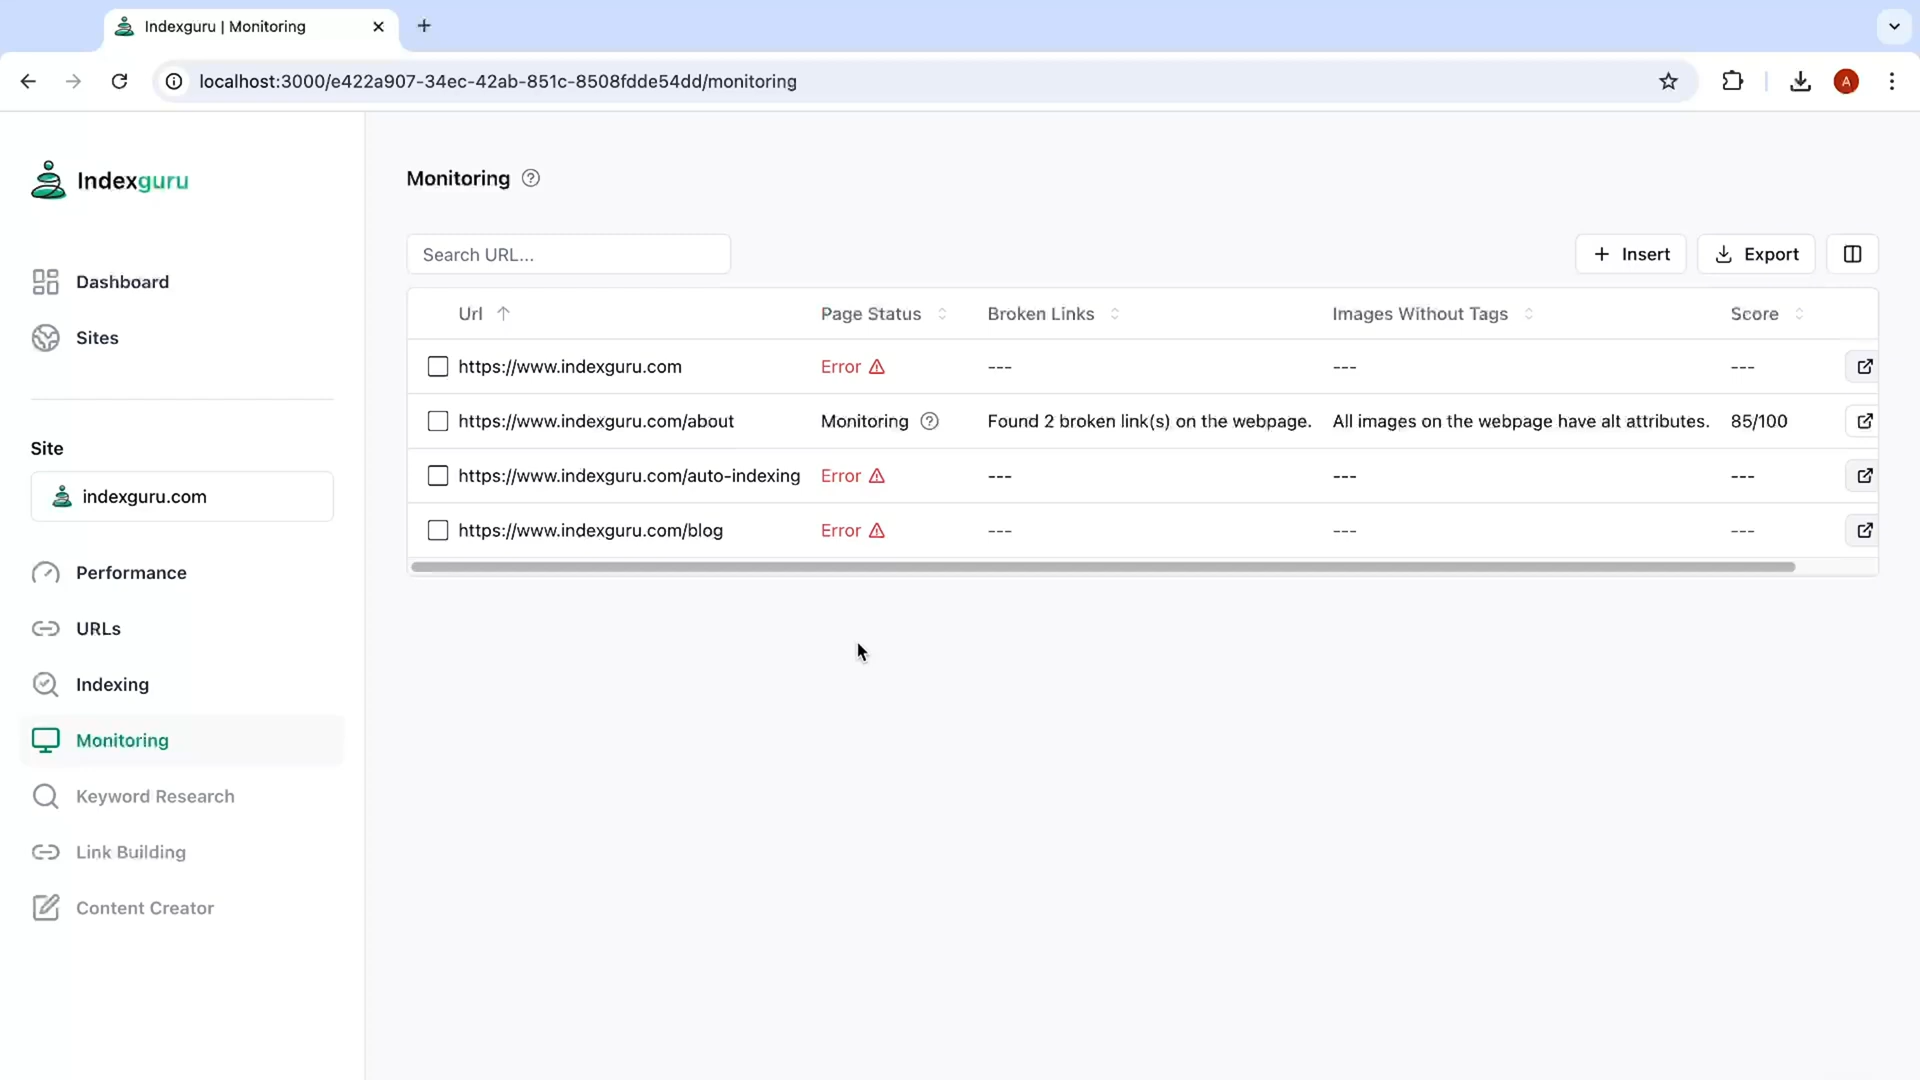 Indexguru | Monitoring
localhost:3000/e422a907-34ec-42ab-851c-8508fdde54dd/monitoring
A
Indexguru
Dashboard
Sites
Site
indexguru.com
Performance
URLs
Indexing
Monitoring
Keyword Research
Link Building
Content Creator
Monitoring
Search URL...
Insert
Export
Url Page Status Broken Links Images Without Tags Score
https://www.indexguru.com Error --- --- ---
https://www.indexguru.com/about Monitoring Found 2 broken link(s) on the webpage. All images on the webpage have alt attributes. 85/100
https://www.indexguru.com/auto-indexing Error --- --- ---
https://www.indexguru.com/blog Error --- --- ---